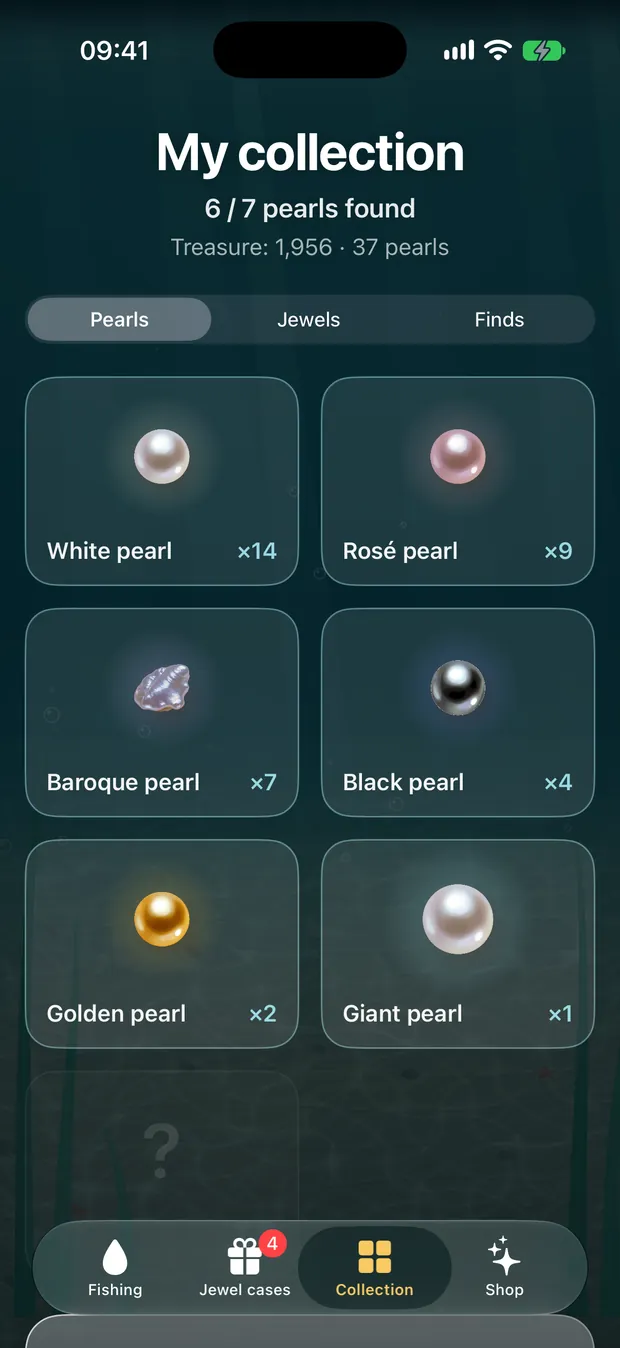 09:41
My collection
6 / 7 pearls found
Treasure: 1,956 · 37 pearls
Pearls Jewels Finds
White pearl ×14
Rosé pearl ×9
Baroque pearl ×7
Black pearl ×4
Golden pearl ×2
Giant pearl ×1
?
4
Fishing Jewel cases Collection Shop